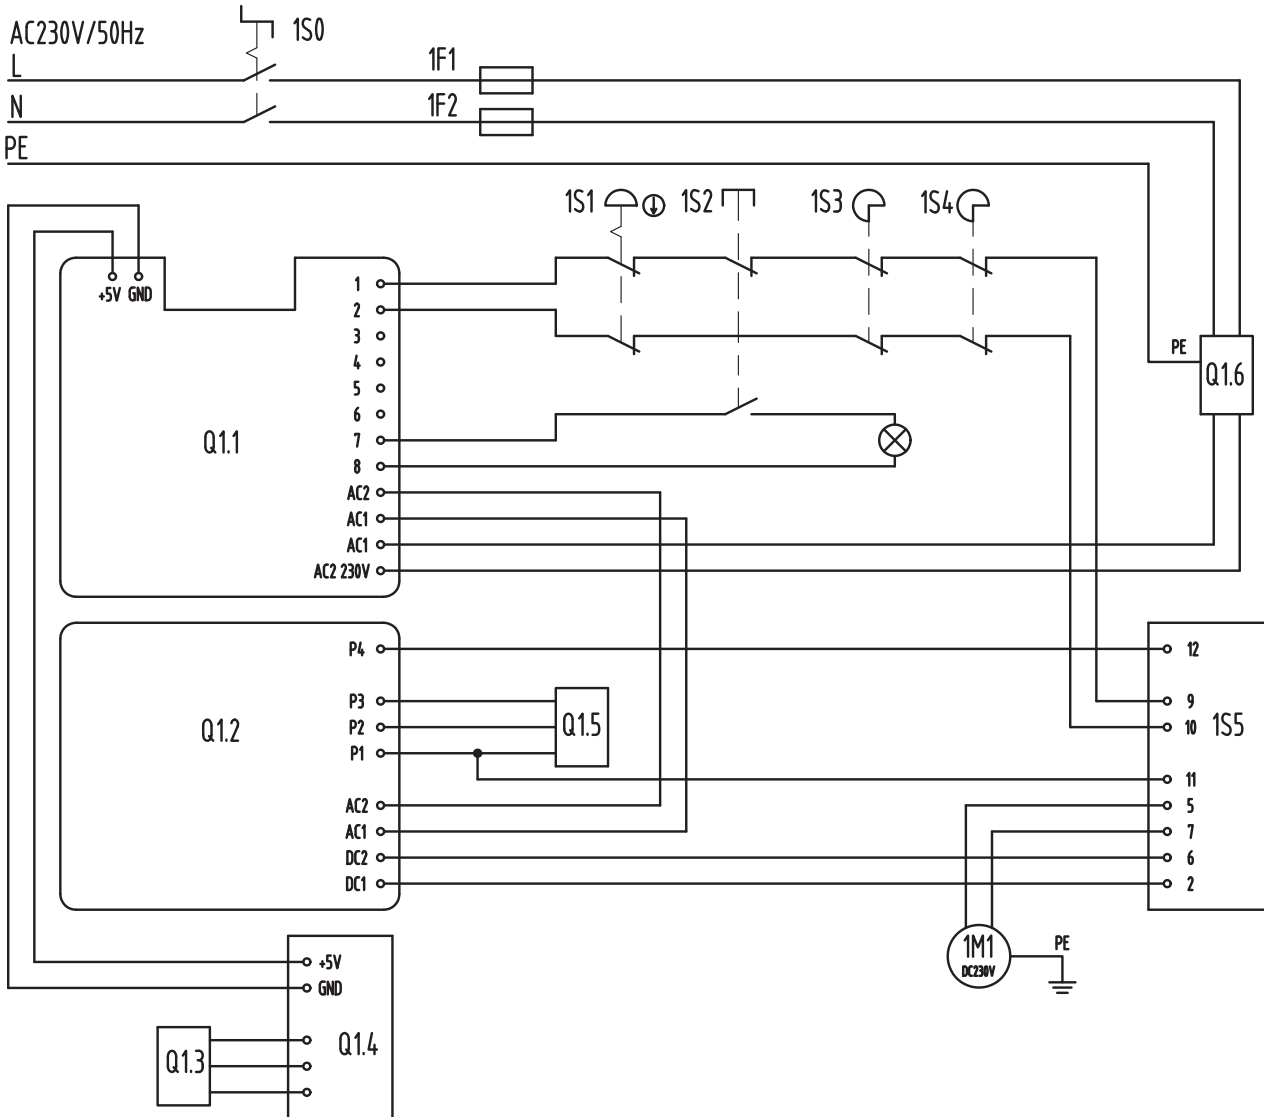 AC230V/50Hz
1S0
L
1F1
N
1F2
PE
1S1
1S2
1S3
1S4
+5V GND
1
2
3
4
5
6
7
8
AC2
AC1
AC1
AC2 230V
Q1.1
PE
Q1.6
P4
P3
P2
P1
AC2
AC1
DC2
DC1
Q1.2
Q1.5
12
9
10
11
5
7
6
2
1S5
1M1
DC230V
PE
+5V
GND
Q1.4
Q1.3